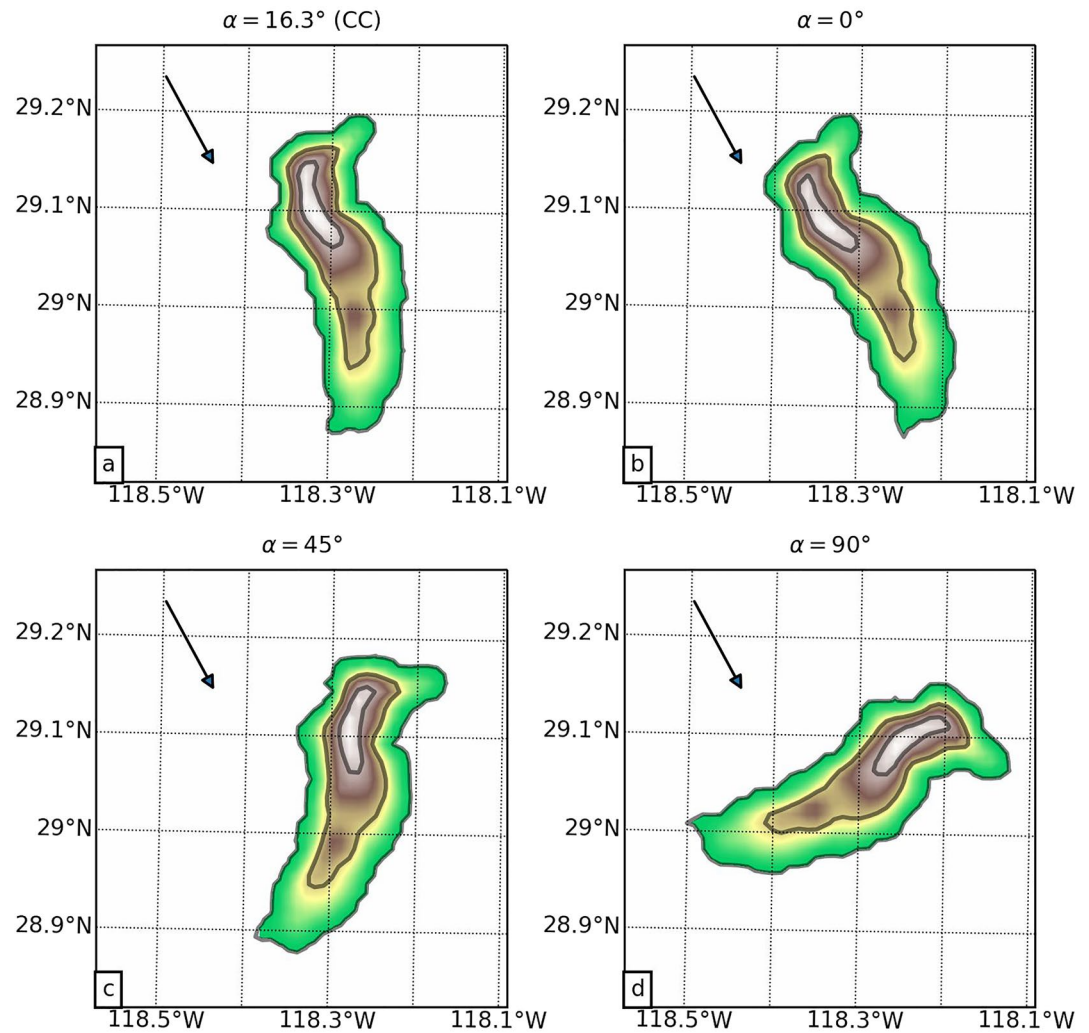 α = 16.3° (CC)
α = 0°
29.2°N
29.1°N
29°N
28.9°N
a
118.5°W 118.3°W 118.1°W
29.2°N
29.1°N
29°N
28.9°N
b
118.5°W 118.3°W 118.1°W
α = 45°
α = 90°
29.2°N
29.1°N
29°N
28.9°N
c
118.5°W 118.3°W 118.1°W
29.2°N
29.1°N
29°N
28.9°N
d
118.5°W 118.3°W 118.1°W